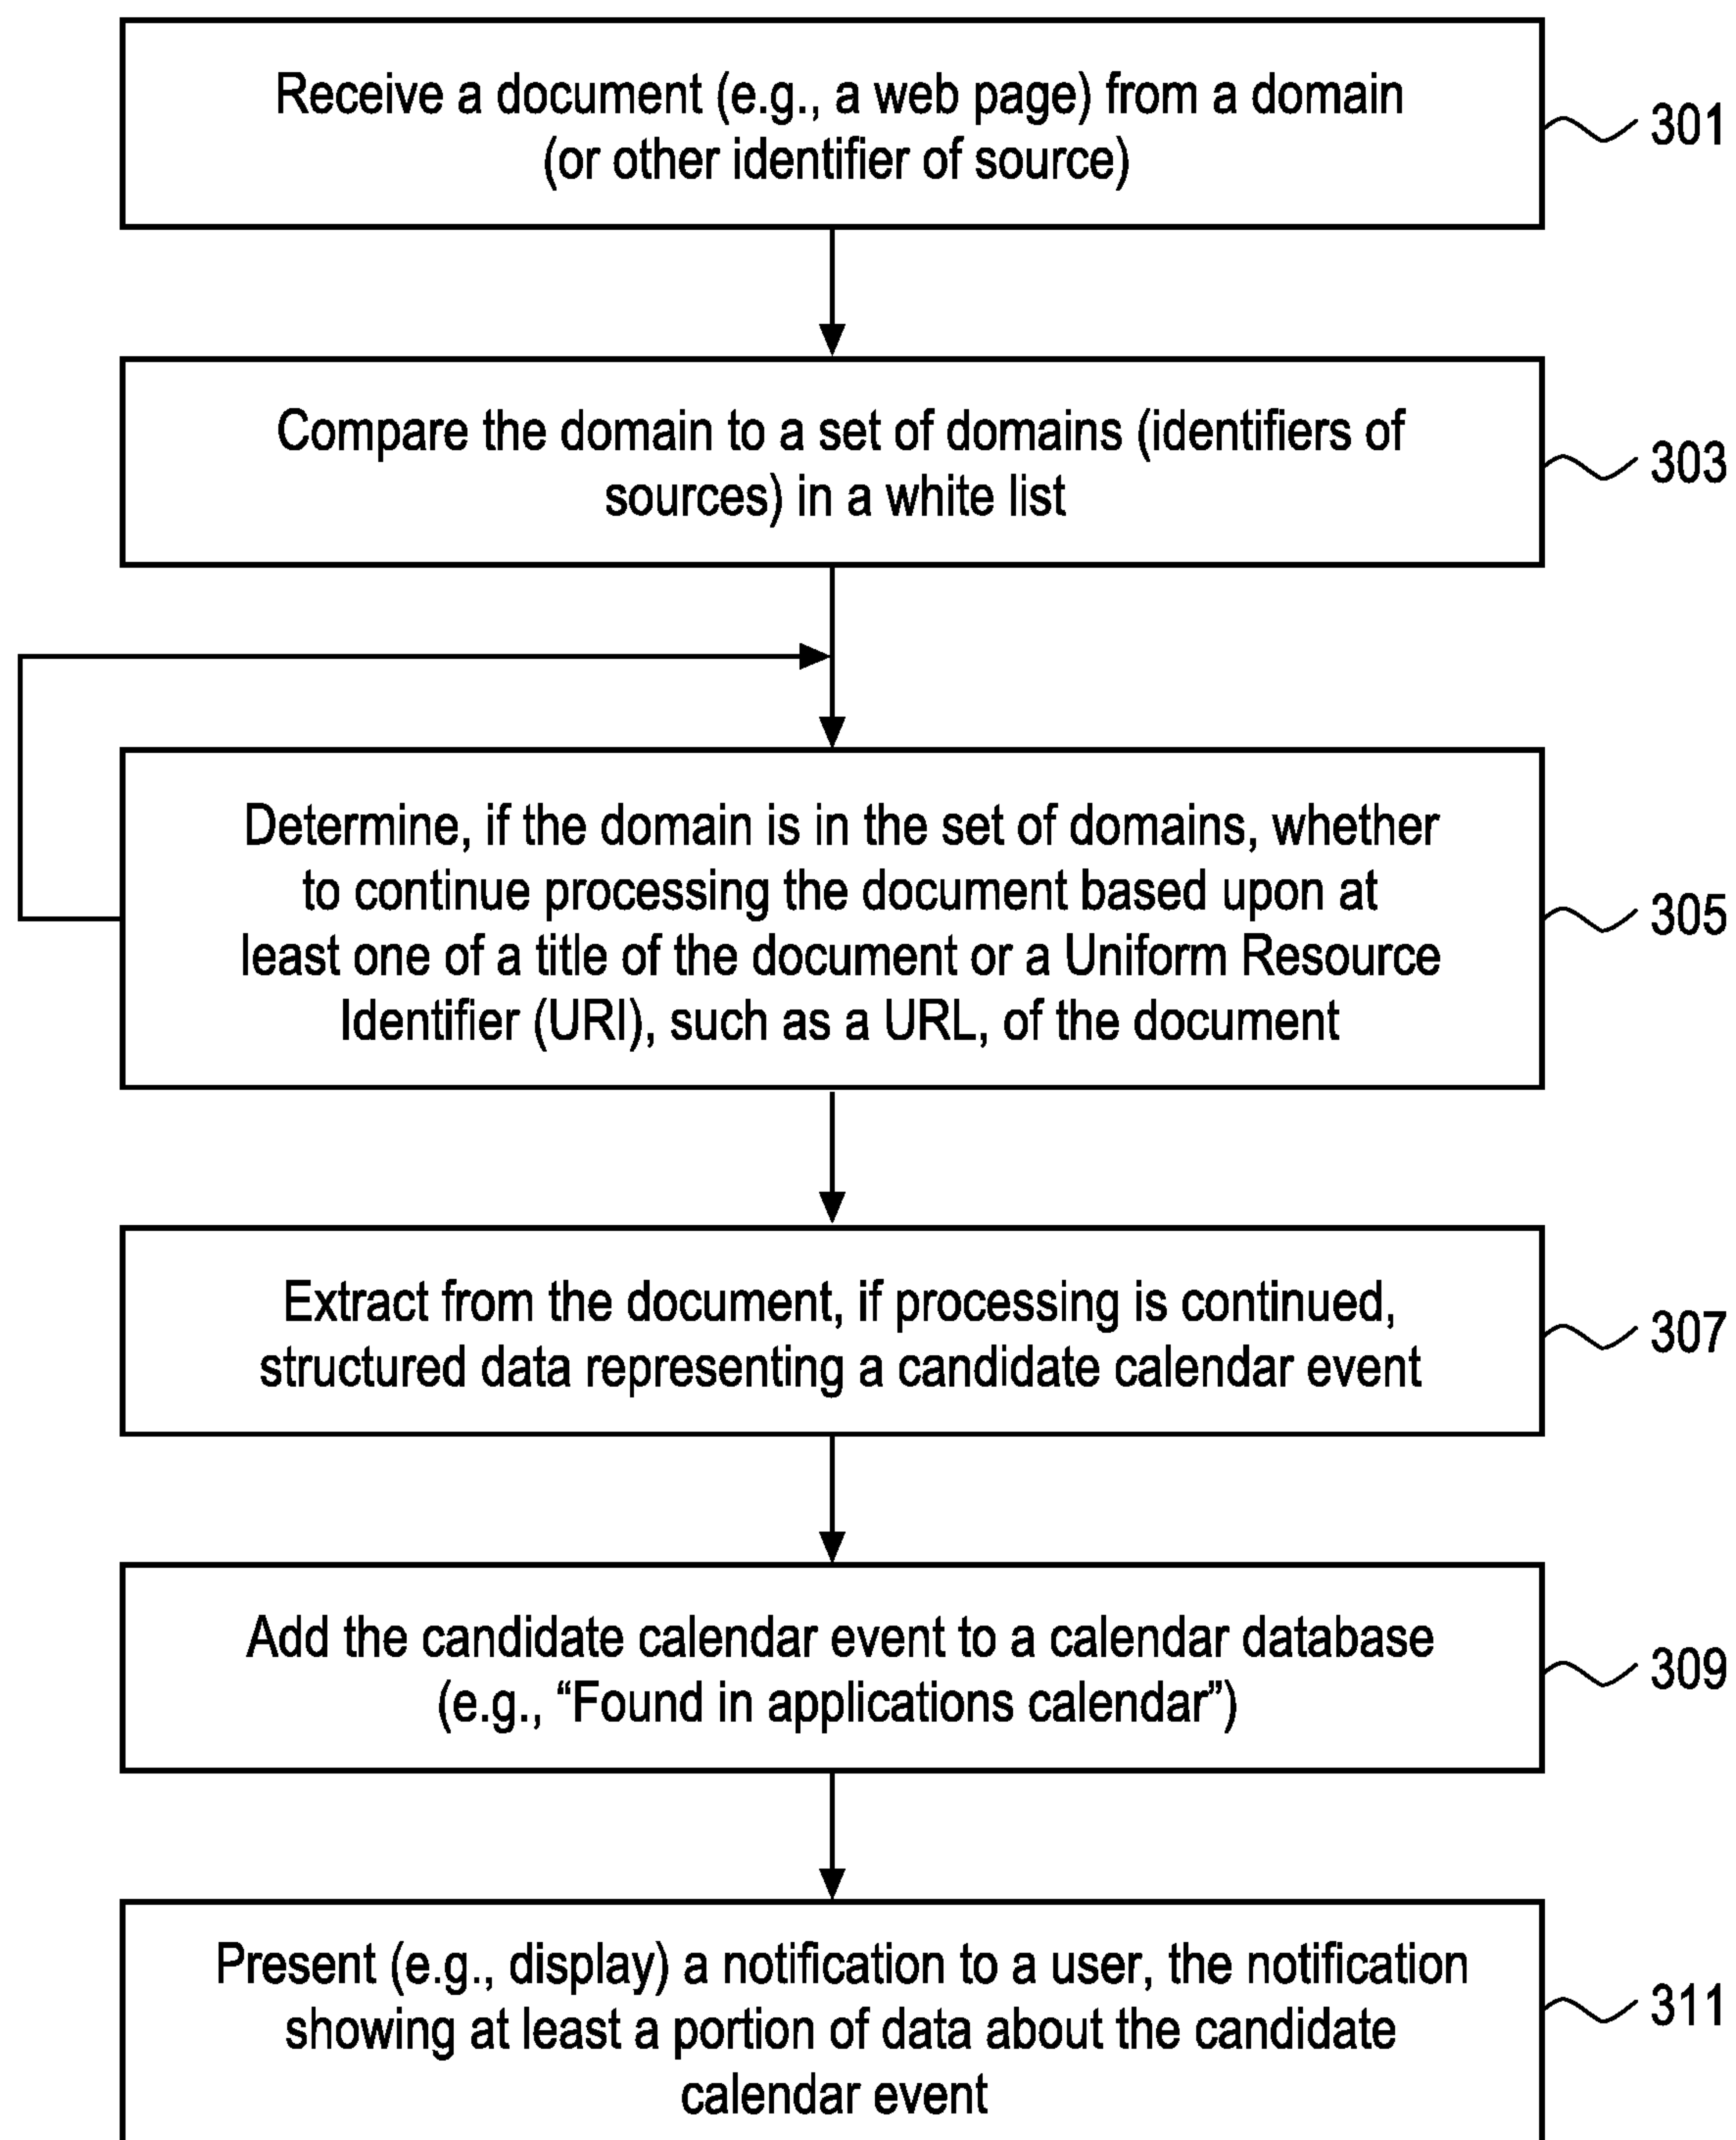 Receive a document (e.g., a web page) from a domain
(or other identifier of source)
301
Compare the domain to a set of domains (identifiers of
sources) in a white list
303
Determine, if the domain is in the set of domains, whether
to continue processing the document based upon at
least one of a title of the document or a Uniform Resource
Identifier (URI), such as a URL, of the document
305
Extract from the document, if processing is continued,
structured data representing a candidate calendar event
307
Add the candidate calendar event to a calendar database
(e.g., “Found in applications calendar”)
309
Present (e.g., display) a notification to a user, the notification
showing at least a portion of data about the candidate
calendar event
311